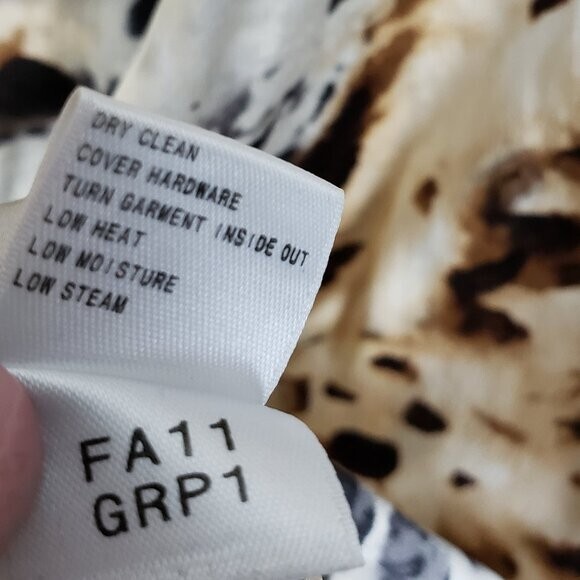 DRY CLEAN
COVER HARDWARE
TURN GARMENT INSIDE OUT
LOW HEAT
LOW MOISTURE
LOW STEAM
FA11
GRP1